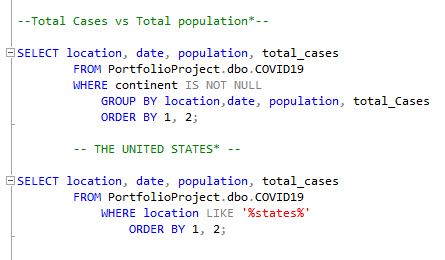 --Total Cases vs Total population*--
SELECT location, date, population, total_cases
FROM PortfolioProject.dbo.COVID19
WHERE continent IS NOT NULL
GROUP BY location,date, population, total_Cases
ORDER BY 1, 2;
-- THE UNITED STATES* --
SELECT location, date, population, total_cases
FROM PortfolioProject.dbo.COVID19
WHERE location LIKE '%states%'
ORDER BY 1, 2;